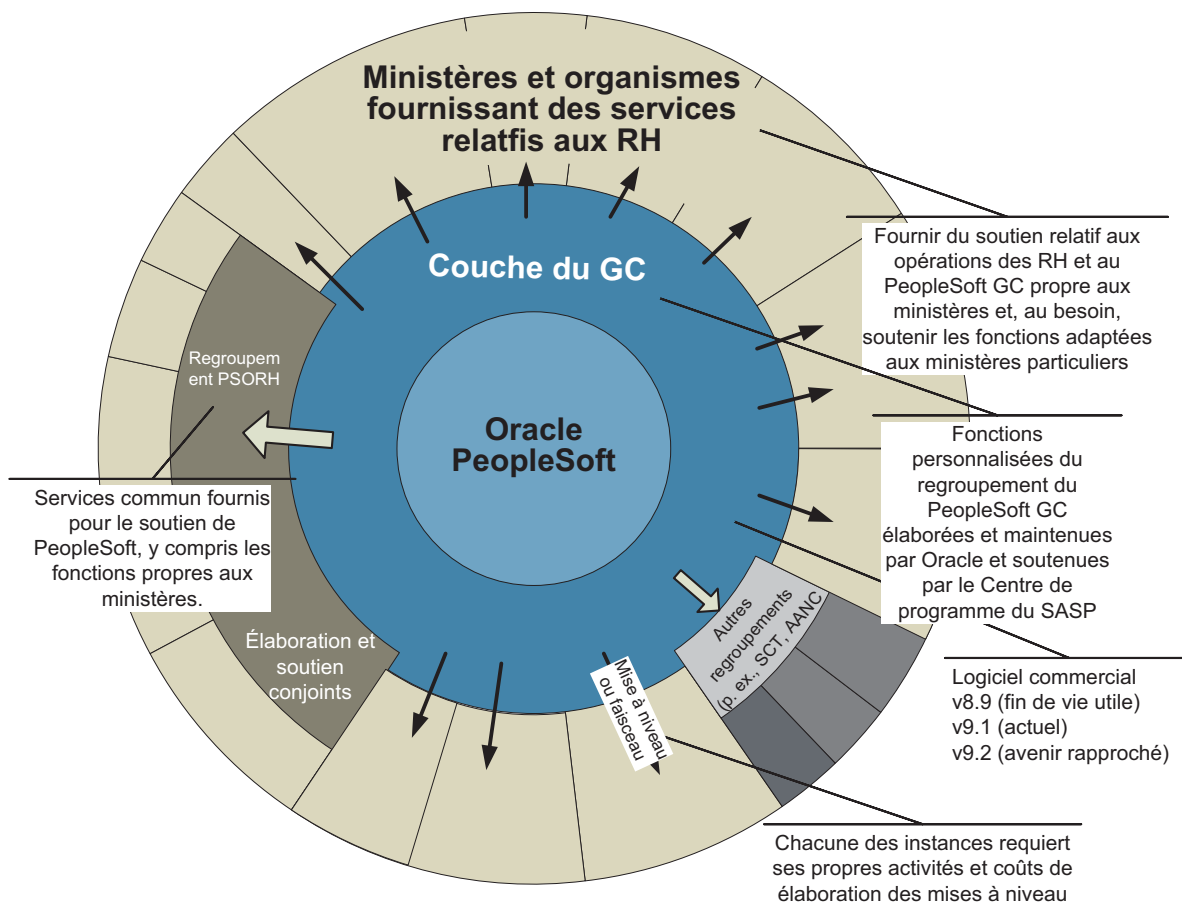 Ministères et organismes
fournissant des services
relatfis aux RH
Couche du GC
Oracle
PeopleSoft
Regroupem
ent PSORH
Services commun fournis
pour le soutien de
PeopleSoft, y compris les
fonctions propres aux
ministères.
Élaboration et
soutien
conjoints
Mise à niveau
ou faisceau
Autres
regroupements
(p. ex., SCT, AANC
Fournir du soutien relatif aux
opérations des RH et au
PeopleSoft GC propre aux
ministères et, au besoin,
soutenir les fonctions adaptées
aux ministères particuliers
Fonctions
personnalisées du
regroupement du
PeopleSoft GC
élaborées et maintenues
par Oracle et soutenues
par le Centre de
programme du SASP
Logiciel commercial
v8.9 (fin de vie utile)
v9.1 (actuel)
v9.2 (avenir rapproché)
Chacune des instances requiert
ses propres activités et coûts de
élaboration des mises à niveau